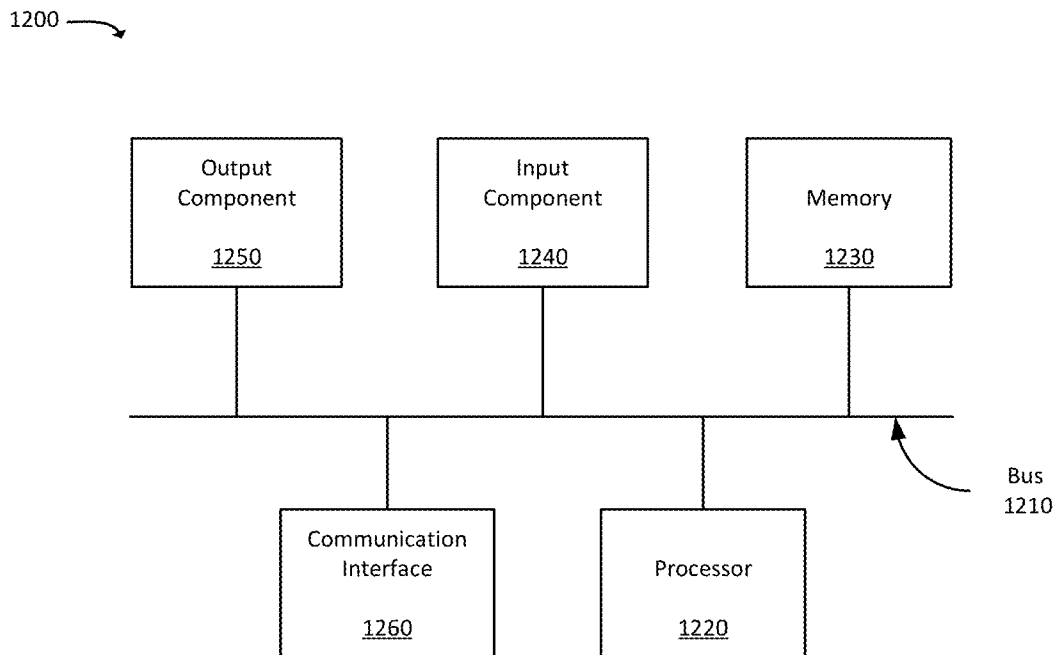 1200
Output
Component
1250
Input
Component
1240
Memory
1230
Bus
1210
Communication
Interface
1260
Processor
1220